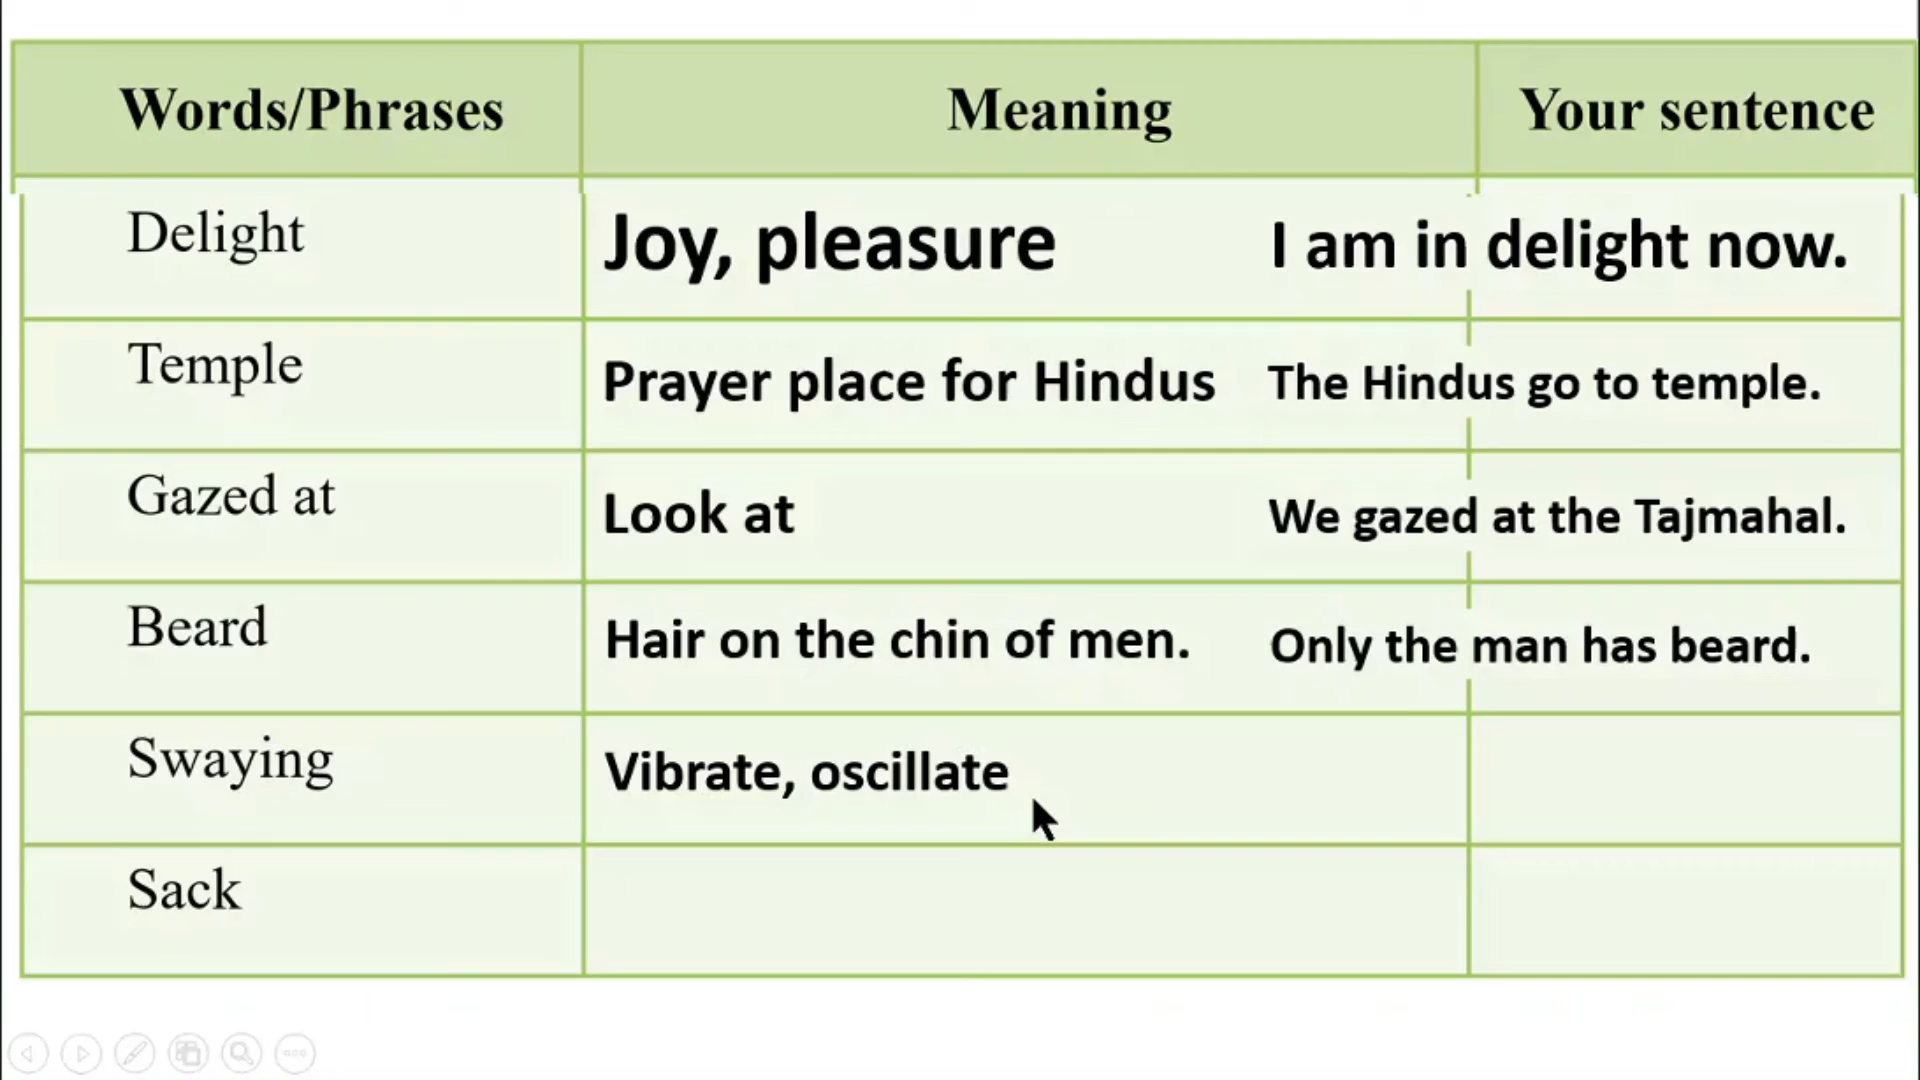 Words/Phrases Meaning Your sentence
Delight Joy, pleasure I am in delight now.
Temple Prayer place for Hindus The Hindus go to temple.
Gazed at Look at We gazed at the Tajmahal.
Beard Hair on the chin of men. Only the man has beard.
Swaying Vibrate, oscillate
Sack